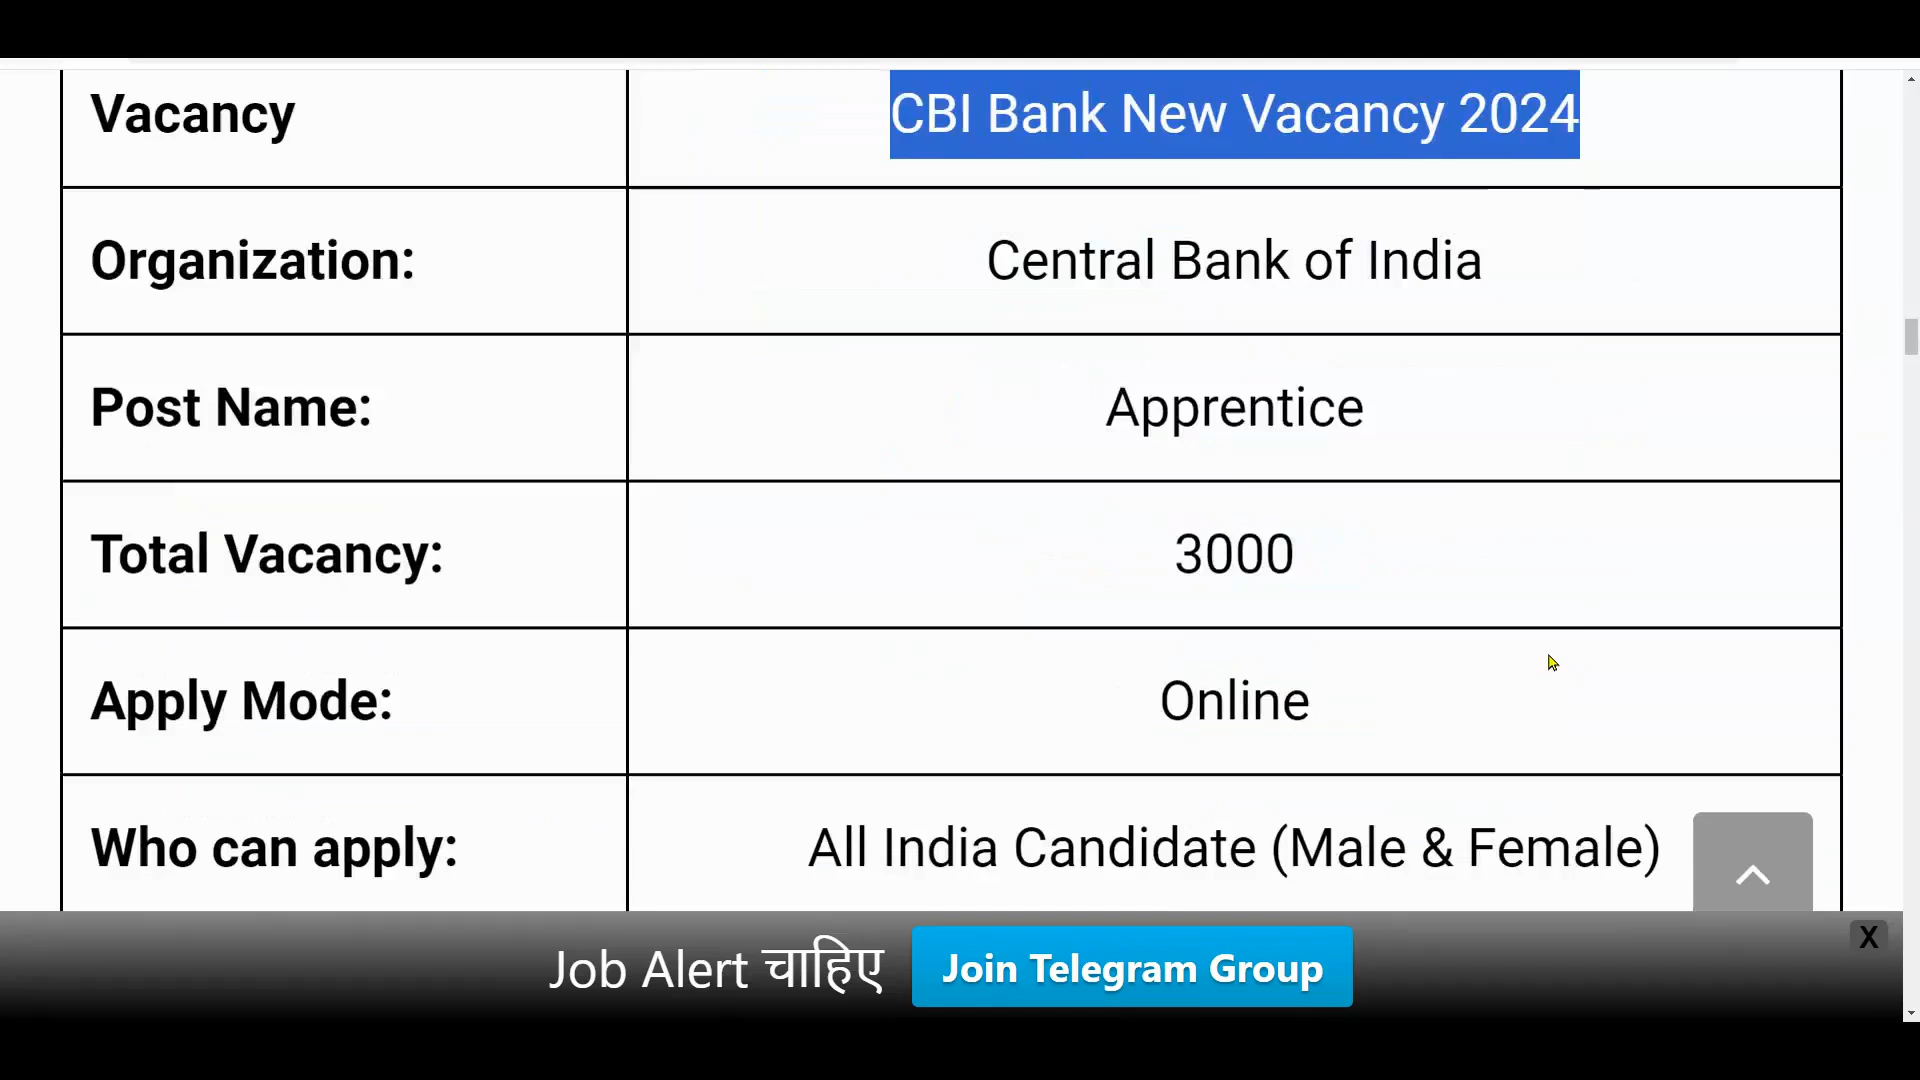 Vacancy CBI Bank New Vacancy 2024
Organization: Central Bank of India
Post Name: Apprentice
Total Vacancy: 3000
Apply Mode: Online
Who can apply: All India Candidate (Male & Female)
Job Alert चाहिए Join Telegram Group X